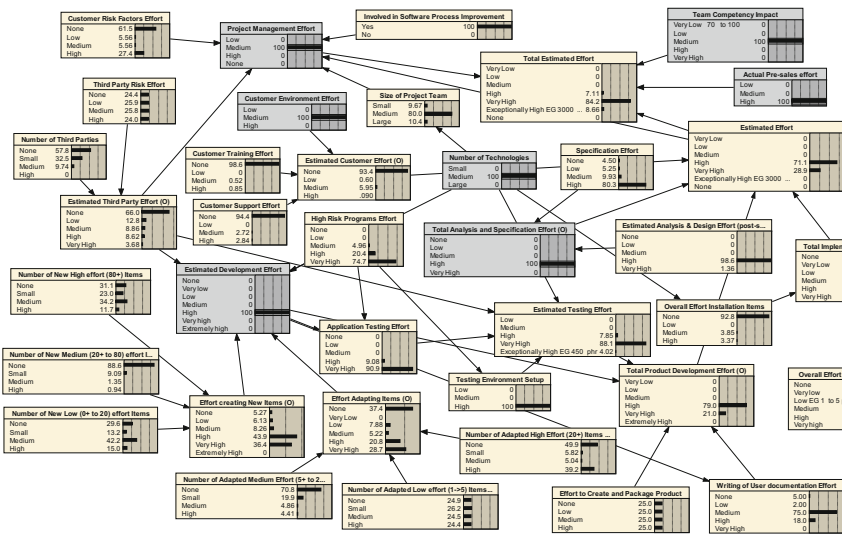 Customer Risk Factors Effort
None 61.5
Low 5.56
Medium 5.56
High 27.4
Project Management Effort
Low 0
Medium 100
High 0
None 0
Involved in Software Process Improvement
Yes 100
No 0
Team Competency Impact
Very Low 70 to 100 0
Low 0
Medium 100
High 0
Very High 0
Total Estimated Effort
Very Low 0
Low 0
Medium 0
High 7.11
Very High 84.2
Exceptionally High EG 3000 ... 8.66
None 0
Actual Pre-sales effort
Low 0
Medium 100
High 0
Third Party Risk Effort
None 24.4
Low 25.9
Medium 25.8
High 24.0
Customer Environment Effort
Low 0
Medium 100
High 0
Size of Project Team
Small 9.67
Medium 80.0
Large 10.4
Estimated Effort
Very Low 0
Low 0
Medium 0
High 71.1
Very High 28.9
Exceptionally High EG 3000 ... 0
None 0
Number of Third Parties
None 57.8
Small 32.5
Medium 9.74
High 0
Customer Training Effort
None 98.6
Low 0
Medium 0.52
High 0.85
Estimated Customer Effort (O)
None 93.4
Low 0.60
Medium 5.95
High .090
Number of Technologies
Small 0
Medium 100
Large 0
Specification Effort
None 4.50
Low 5.25
Medium 9.93
High 80.3
Estimated Third Party Effort (O)
None 66.0
Low 12.8
Medium 8.86
High 8.62
Very High 3.68
Customer Support Effort
None 94.4
Low 0
Medium 2.72
High 2.84
High Risk Programs Effort
None 0
Low 0
Medium 4.96
High 20.4
Very High 74.7
Total Analysis and Specification Effort (O)
None 0
Low 0
Medium 0
High 100
Very High 0
Estimated Analysis & Design Effort (post-s...
None 0
Low 0
Medium 0
High 98.6
Very High 1.36
Total Implem
None
Very Low
Low
Medium
High
Very High
Number of New High effort (80+) Items
None 31.1
Small 23.0
Medium 34.2
High 11.7
Estimated Development Effort
None 0
Very low 0
Low 0
Medium 0
High 100
Very high 0
Extremely high 0
Estimated Testing Effort
Low 0
Medium 0
High 7.85
Very High 88.1
Exceptionally High EG 450 phr 4.02
Overall Effort Installation Items
None 92.8
Low 0
Medium 3.85
High 3.37
Application Testing Effort
None 0
Low 0
Medium 0
High 9.08
Very High 90.9
Number of New Medium (20+ to 80) effort I...
None 88.6
Small 9.09
Medium 1.35
High 0.94
Testing Environment Setup
Low 0
Medium 0
High 100
Total Product Development Effort (O)
Very Low 0
Low 0
Medium 0
High 79.0
Very High 21.0
Extremely High 0
Overall Effort
None
Very low
Low EG 1 to 5
Medium
High
Very high
Number of New Low (0+ to 20) effort Items
None 29.6
Small 13.2
Medium 42.2
High 15.0
Effort creating New Items (O)
None 5.27
Low 6.13
Medium 8.26
High 43.9
Very High 36.4
Extremely High 0
Effort Adapting Items (O)
None 37.4
Very Low 0
Low 7.88
Medium 5.22
High 20.8
Very High 28.7
Number of Adapted High Effort (20+) Items ...
None 49.9
Small 5.82
Medium 5.04
High 39.2
Number of Adapted Medium Effort (5+ to 2...
None 70.8
Small 19.9
Medium 4.86
High 4.41
Number of Adapted Low effort (1->5) Items...
None 24.9
Small 26.2
Medium 24.5
High 24.4
Effort to Create and Package Product
None 25.0
Low 25.0
Medium 25.0
High 25.0
Writing of User documentation Effort
None 5.00
Low 2.00
Medium 75.0
High 18.0
Very High 0